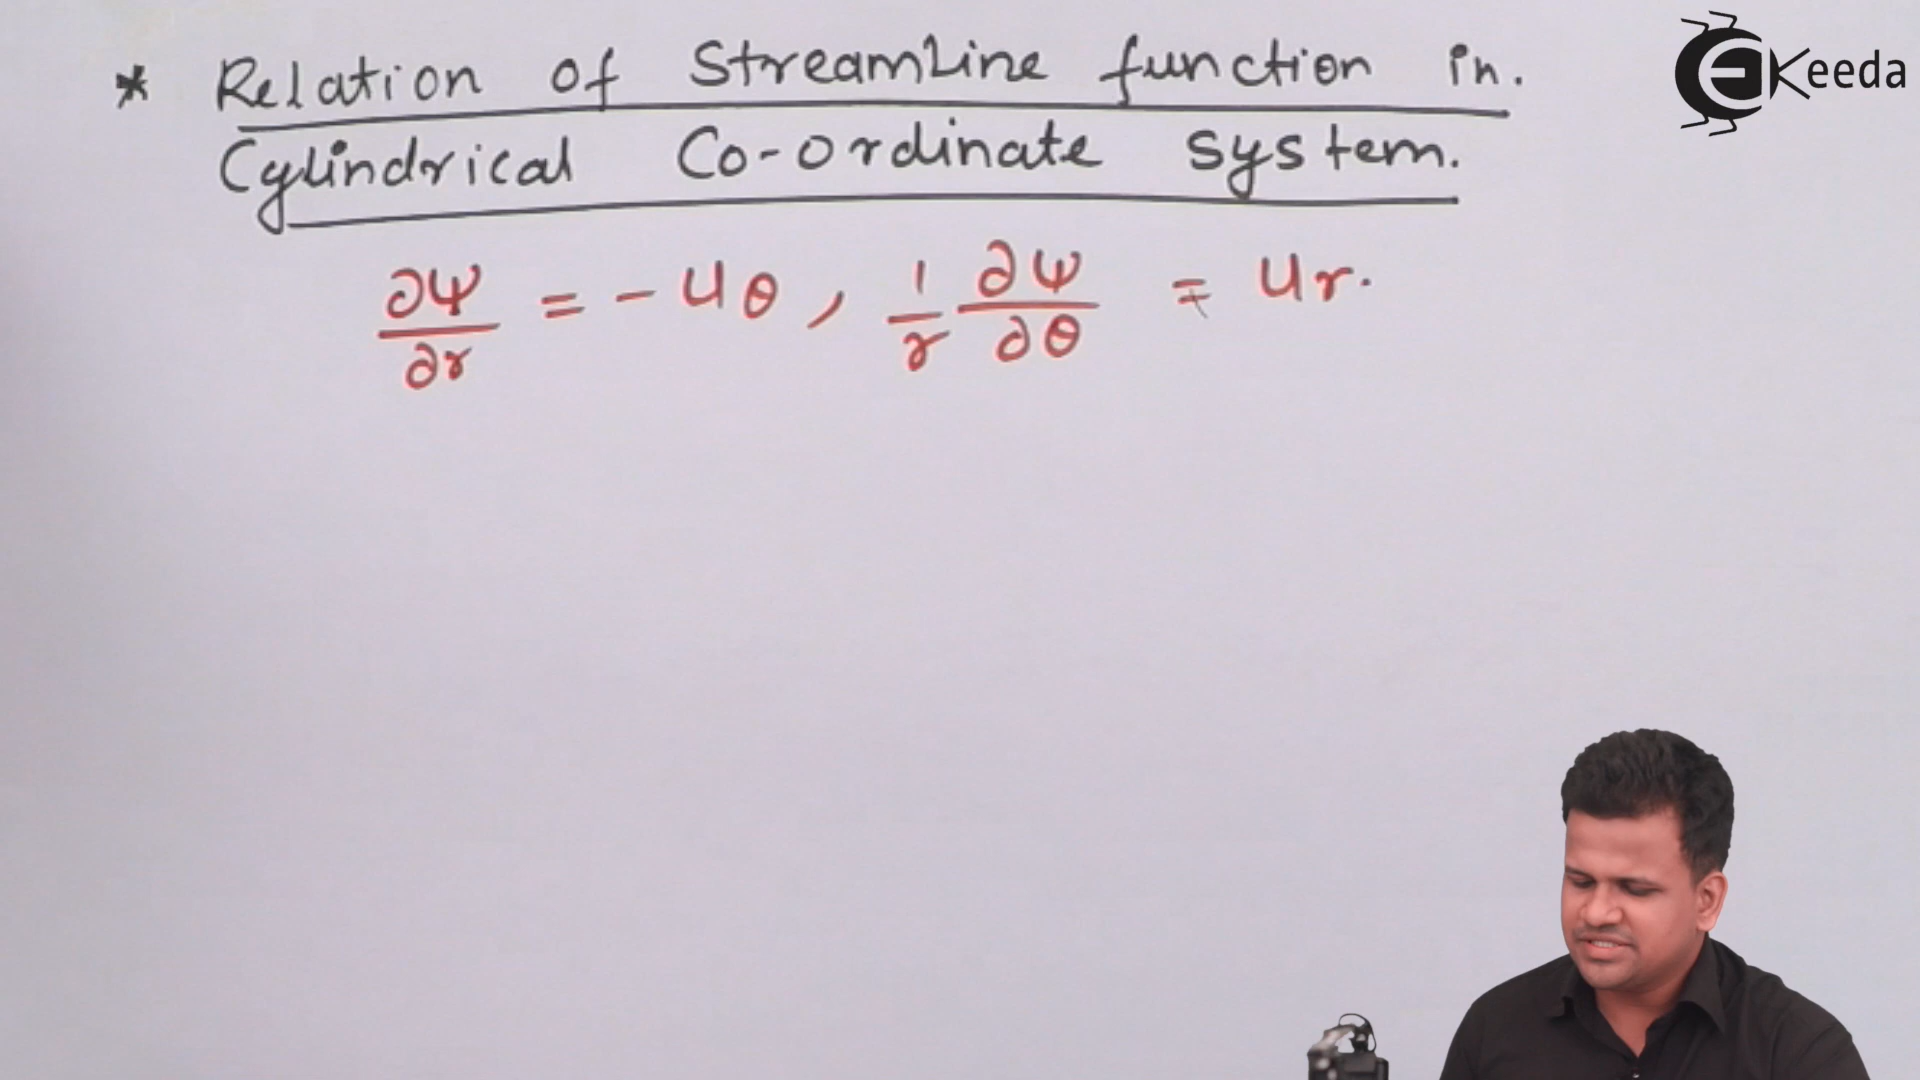 Keeda
* Relation of Streamline function in.
Cylindrical Co-ordinate system.
∂ψ/∂r = - uθ, 1/r ∂ψ/∂θ = ur.